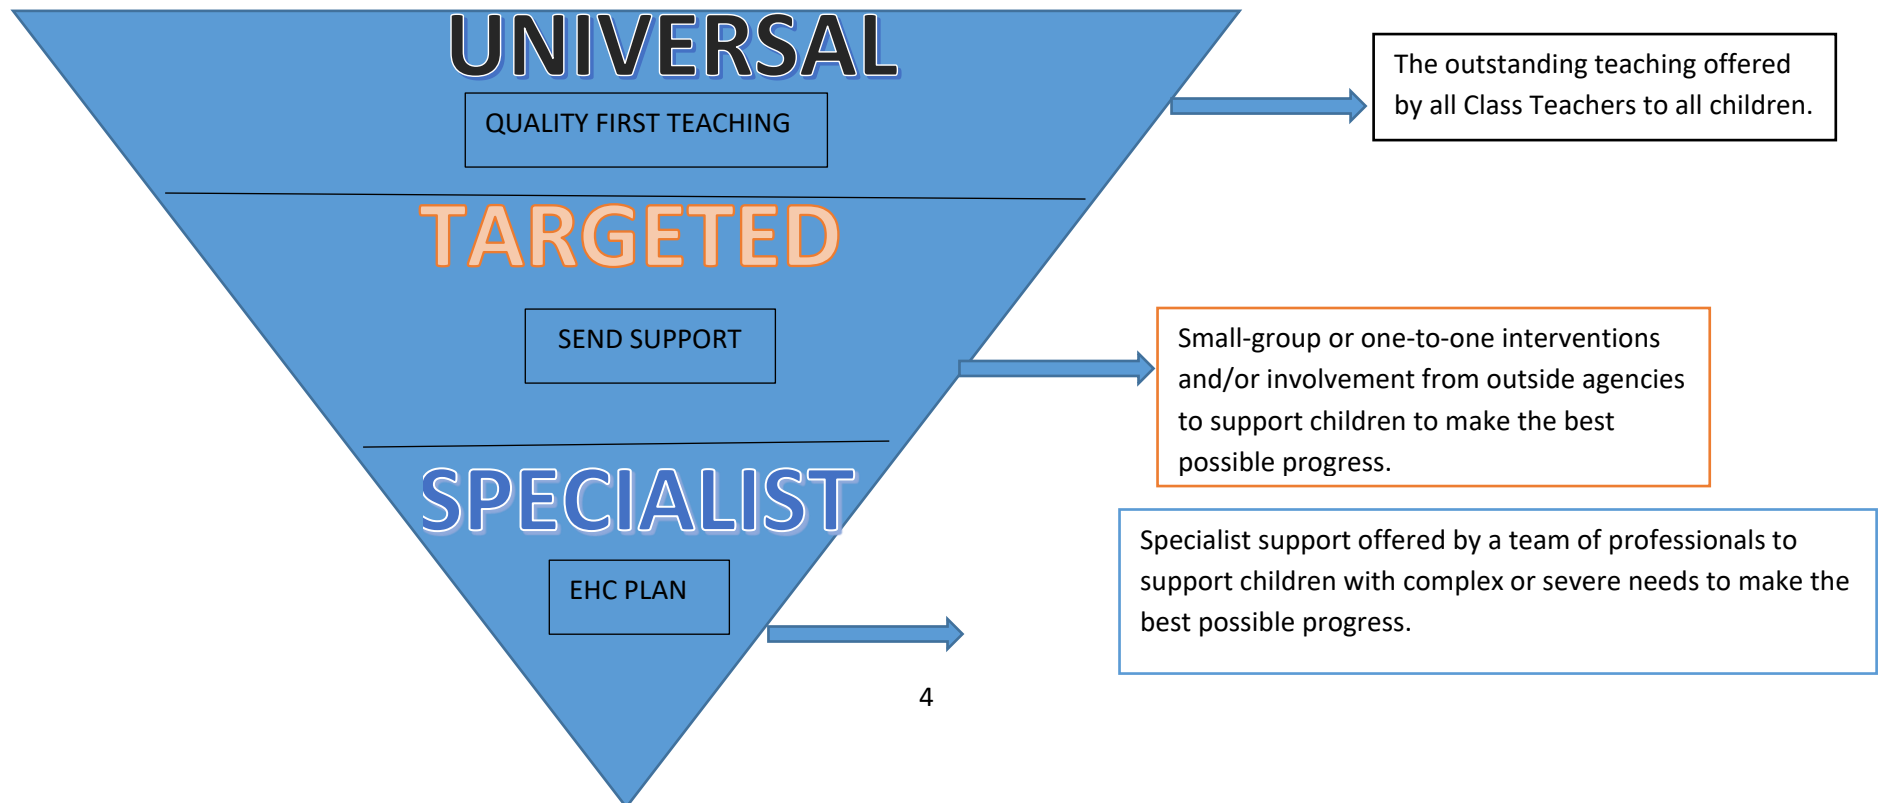 UNIVERSAL
QUALITY FIRST TEACHING
The outstanding teaching offered
by all Class Teachers to all children.
TARGETED
SEND SUPPORT
Small-group or one-to-one interventions
and/or involvement from outside agencies
to support children to make the best
possible progress.
SPECIALIST
EHC PLAN
Specialist support offered by a team of professionals to
support children with complex or severe needs to make the
best possible progress.
4